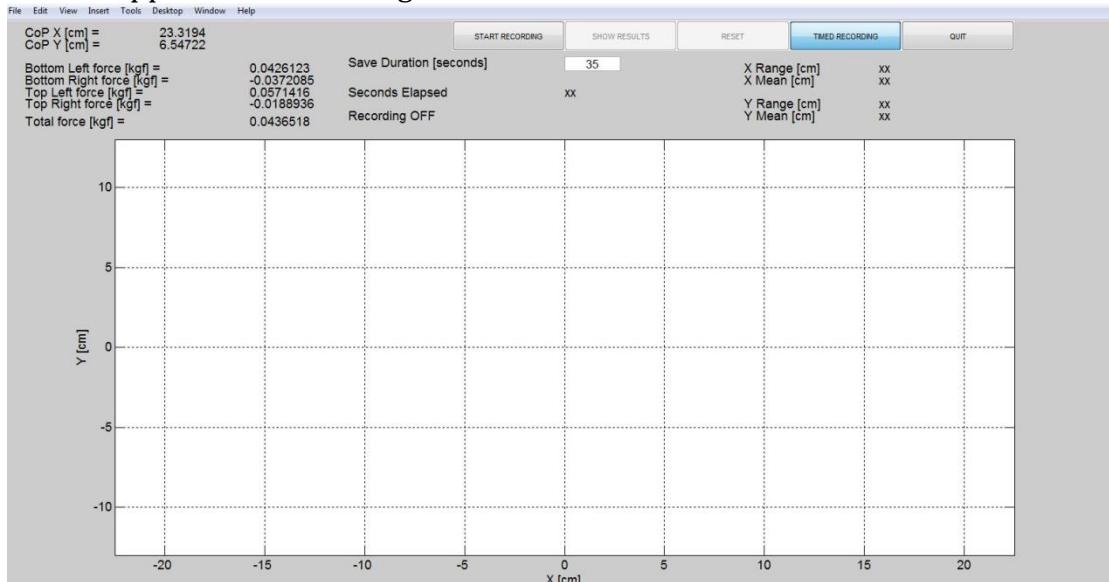 File Edit View Insert Tools Desktop Window Help
CoP X [cm] = 23.3194
CoP Y [cm] = 6.54722
START RECORDING SHOW RESULTS RESET TIMED RECORDING QUIT
Bottom Left force [kgf] = 0.0426123
Bottom Right force [kgf] = -0.0372085
Top Left force [kgf] = 0.0571416
Top Right force [kgf] = -0.0188936
Total force [kgf] = 0.0436518
Save Duration [seconds] 35
Seconds Elapsed xx
Recording OFF
X Range [cm] xx
X Mean [cm] xx
Y Range [cm] xx
Y Mean [cm] xx
10
5
0
-5
-10
Y [cm]
-20 -15 -10 -5 0 5 10 15 20
X [cm]